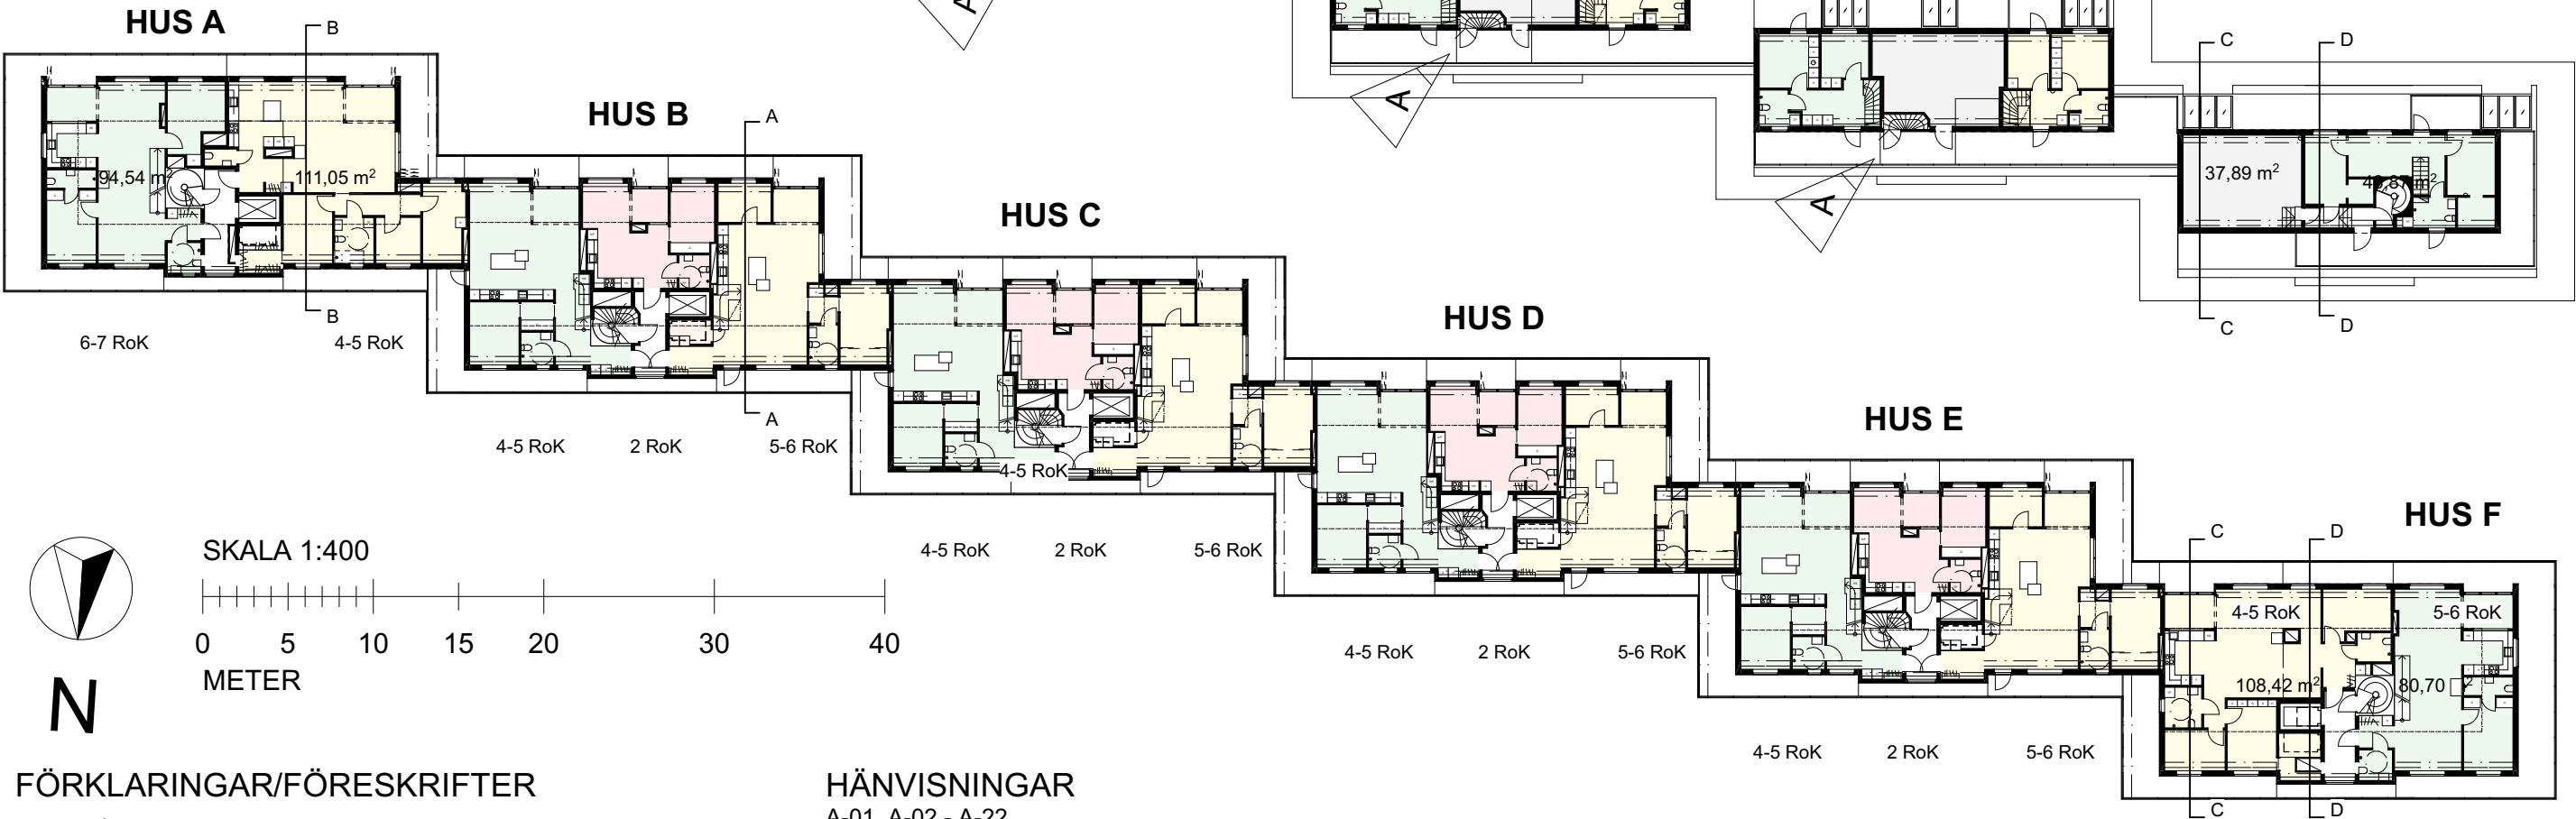 HUS A
B
A
A
C
D
HUS B
A
94,54 m²
111,05 m²
37,89 m²
A
HUS C
B
C
D
HUS D
6-7 RoK
4-5 RoK
A
HUS E
4-5 RoK
2 RoK
5-6 RoK
4-5 RoK
HUS F
C
D
SKALA 1:400
4-5 RoK
2 RoK
5-6 RoK
4-5 RoK
5-6 RoK
0 5 10 15 20 30 40
METER
4-5 RoK
2 RoK
5-6 RoK
108,42 m²
80,70
N
4-5 RoK
2 RoK
5-6 RoK
FÖRKLARINGAR/FÖRESKRIFTER
HÄNVISNINGAR
A-01, A-02 - A-22
C
D